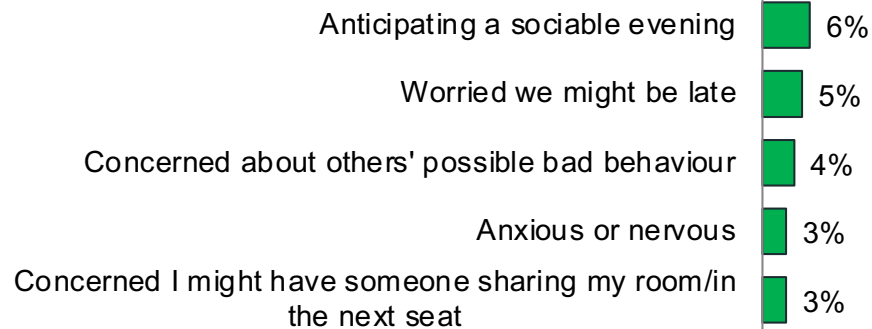 Anticipating a sociable evening 6%
Worried we might be late 5%
Concerned about others' possible bad behaviour 4%
Anxious or nervous 3%
Concerned I might have someone sharing my room/in
the next seat 3%